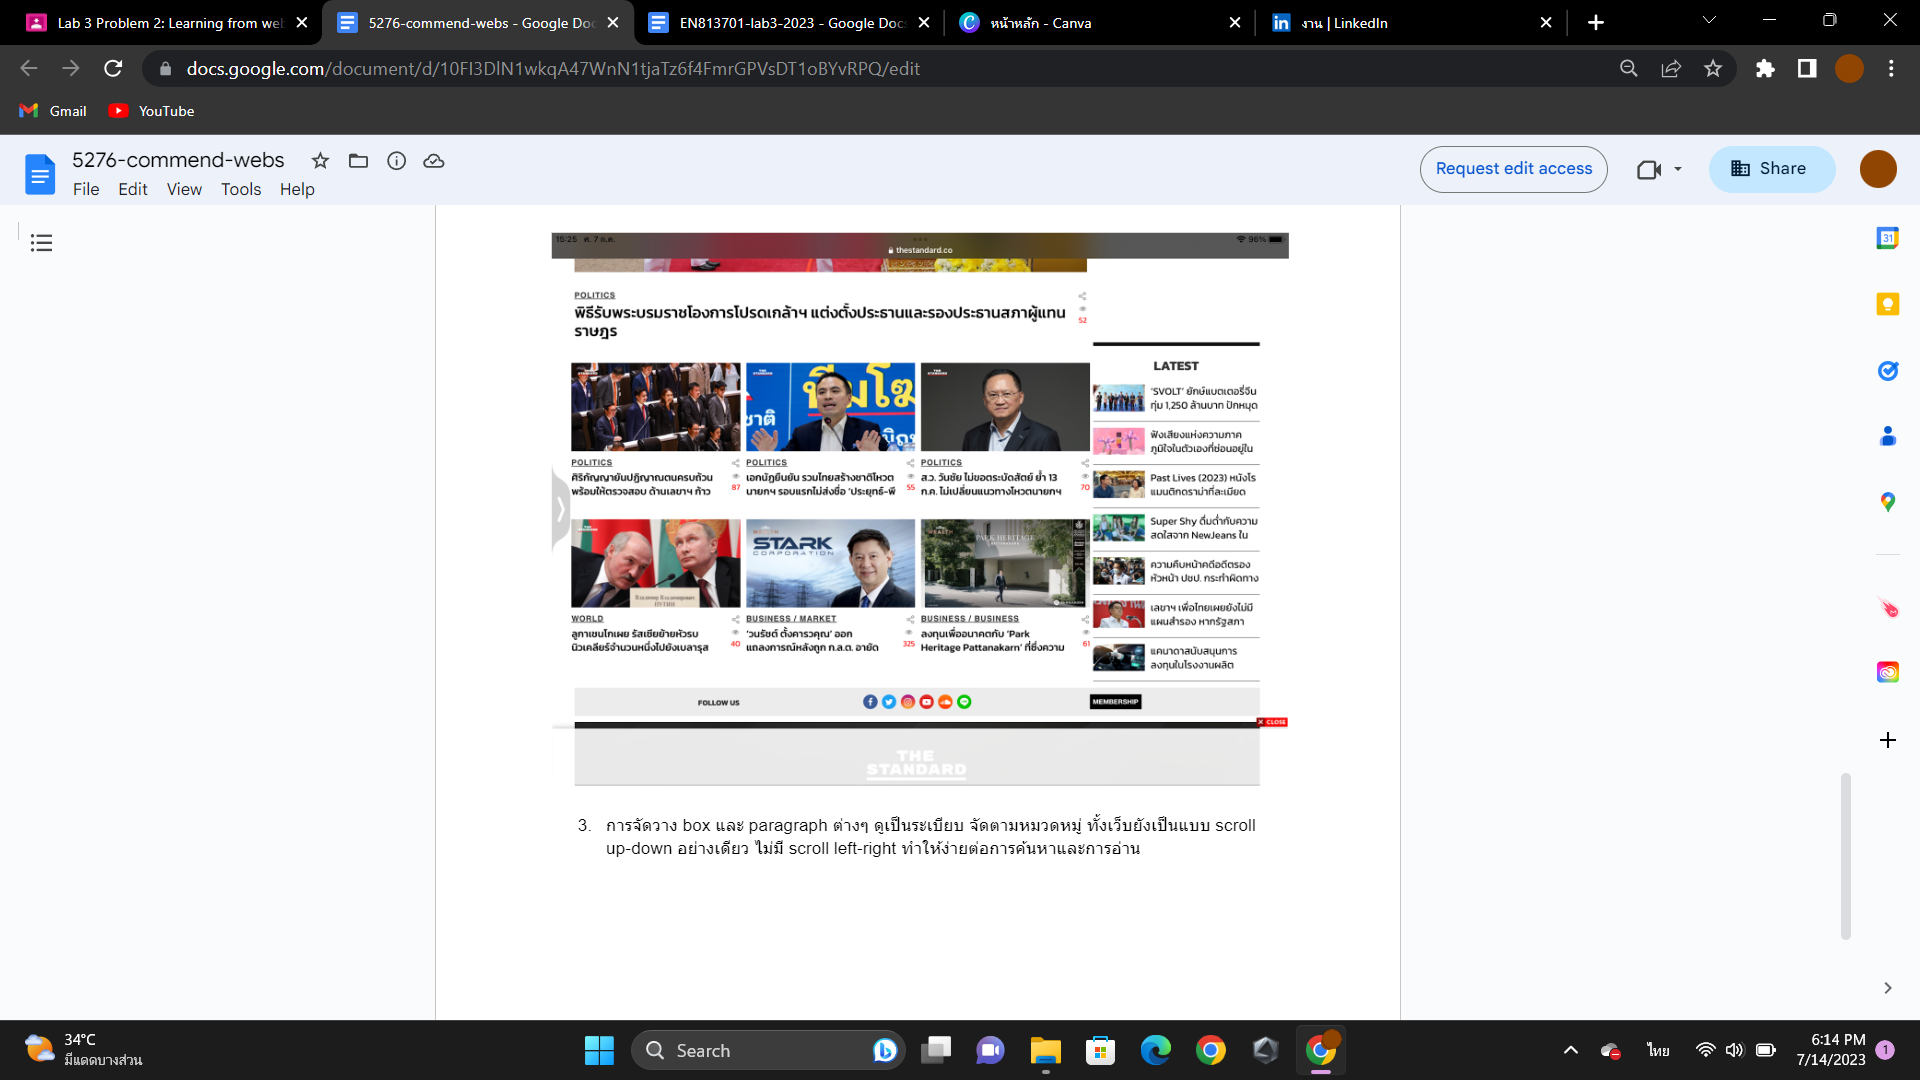 Lab 3 Problem 2: Learning from web
5276-commend-webs - Google Doc
EN813701-lab3-2023 - Google Docs
หน้าหลัก - Canva
งาน | LinkedIn
docs.google.com/document/d/10FI3DlN1wkqA47WnN1tjaTz6f4FmrGPVsDT1oBYvRPQ/edit
Gmail
YouTube
5276-commend-webs
File Edit View Tools Help
Request edit access
Share
15:25 ศ. 7 ก.ค.
thestandard.co
96%
POLITICS
พิธีรับพระบรมราชโองการโปรดเกล้าฯ แต่งตั้งประธานและรองประธานสภาผู้แทน
ราษฎร
52
POLITICS
ศิริกัญญายันปฏิญาณตนครบถ้วน
พร้อมให้ตรวจสอบ ด้านเลขาฯ ก้าว
87
POLITICS
เอกนัฏยืนยัน รวมไทยสร้างชาติโหวต
นายกฯ รอบแรกไม่ส่งชื่อ 'ประยุทธ์-พี
55
POLITICS
ส.ว. วันชัย ไม่ขอตระบัดสัตย์ ย้ำ 13
ก.ค. ไม่เปลี่ยนแนวทางโหวตนายกฯ
70
STARK
CORPORATION
PARK HERITAGE
WORLD
ลูกาเชนโกเผย รัสเซียย้ายหัวรบ
นิวเคลียร์จำนวนหนึ่งไปยังเบลารุส
40
BUSINESS / MARKET
'วนรัชต์ ตั้งคารวคุณ' ออก
แถลงการณ์หลังถูก ก.ล.ต. อายัด
325
BUSINESS / BUSINESS
ลงทุนเพื่ออนาคตกับ 'Park
Heritage Pattanakarn' ที่ซึ่งความ
61
LATEST
'SVOLT' ยักษ์แบตเตอรี่จีน
ทุ่ม 1,250 ล้านบาท ปักหมุด
ฟังเสียงแห่งความภาค
ภูมิใจในตัวเองที่ซ่อนอยู่ใน
Past Lives (2023) หนังโร
แมนติกดราม่าที่ละเมียด
Super Shy ดื่มด่ำกับความ
สดใสจาก NewJeans ใน
ความคืบหน้าคดีอดีตรอง
หัวหน้า ปชป. กระทำผิดทาง
เลขาฯ เพื่อไทยเผยยังไม่มี
แผนสำรอง หากรัฐสภา
แคนาดาสนับสนุนการ
ลงทุนในโรงงานผลิต
FOLLOW US
MEMBERSHIP
CLOSE
THE
STANDARD
3. การจัดวาง box และ paragraph ต่างๆ ดูเป็นระเบียบ จัดตามหมวดหมู่ ทั้งเว็บยังเป็นแบบ scroll
up-down อย่างเดียว ไม่มี scroll left-right ทำให้ง่ายต่อการค้นหาและการอ่าน
34°C
มีแดดบางส่วน
Search
ไทย
6:14 PM
7/14/2023
1